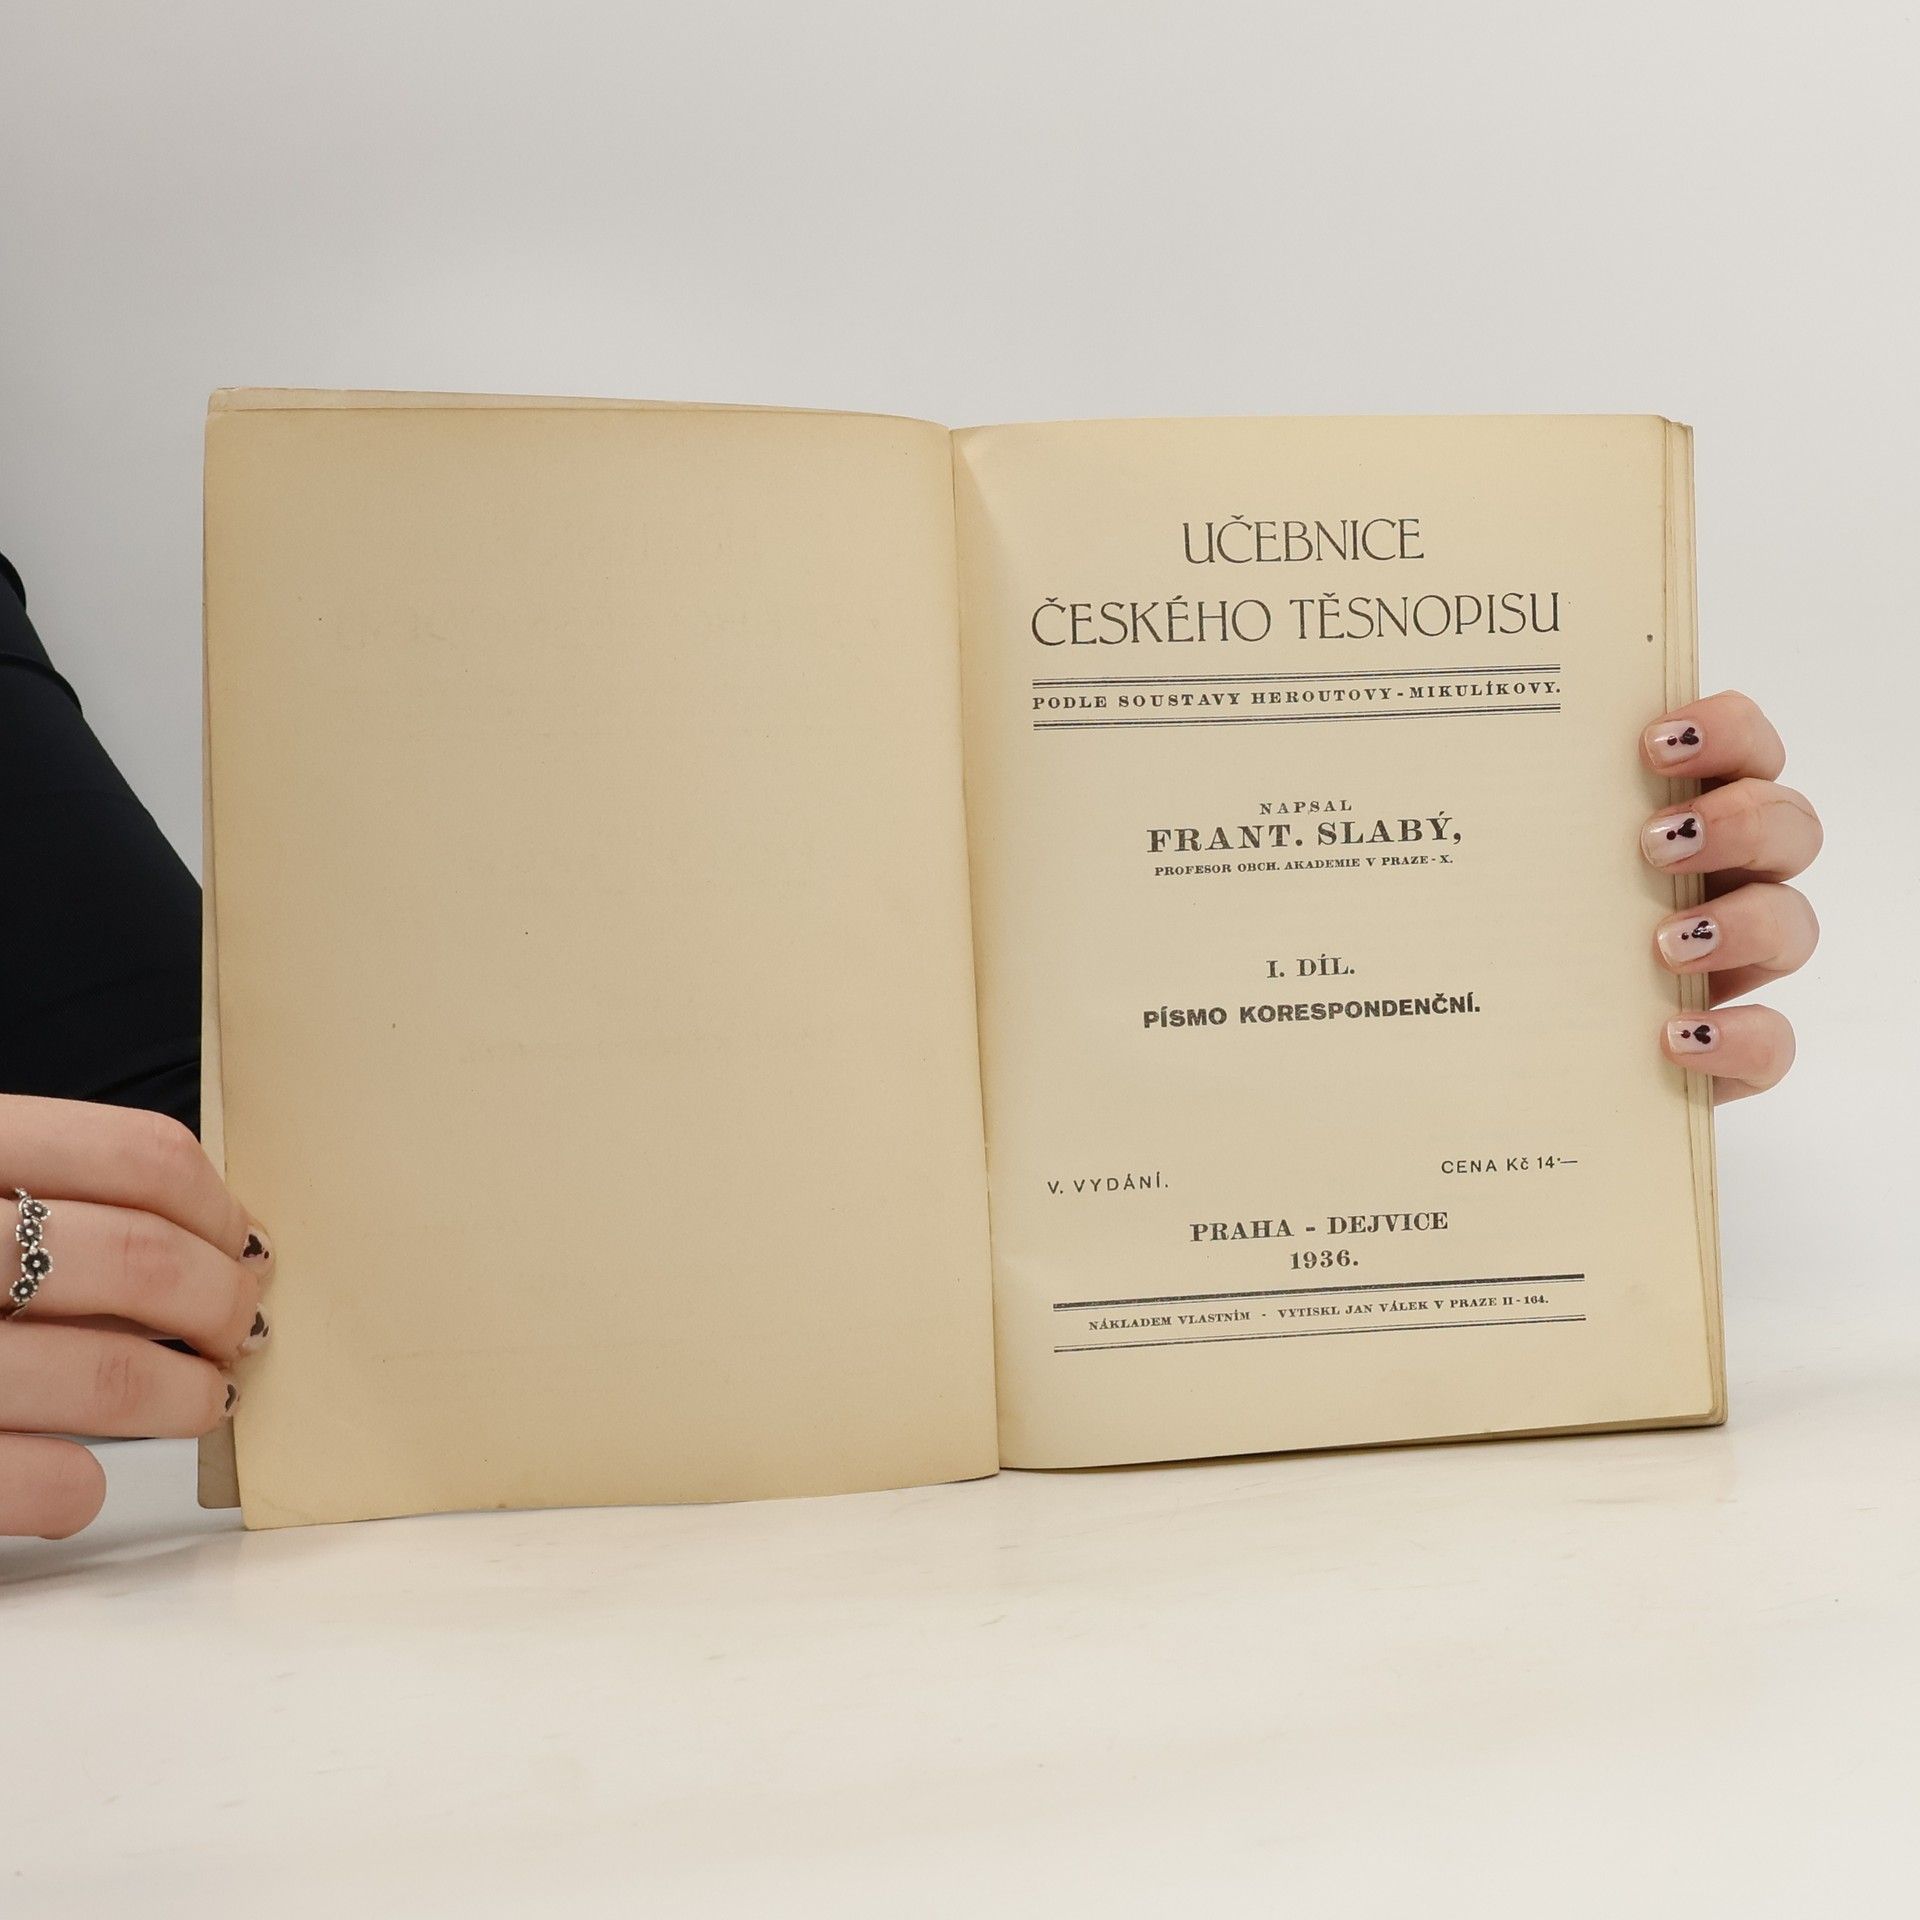 UČEBNICE
ČESKÉHO TĚSNOPISU
PODLE SOUSTAVY HEROUTOVY-MIKULÍKOVY.
NAPSAL
FRANT. SLABÝ,
PROFESOR OBCH. AKADEMIE V PRAZE-X.
I. DÍL.
PÍSMO KORESPONDENČNÍ.
V. VYDÁNÍ. CENA Kč 14·—
PRAHA - DEJVICE
1936.
NÁKLADEM VLASTNÍM - VYTISKL JAN VÁLEK V PRAZE II-164.